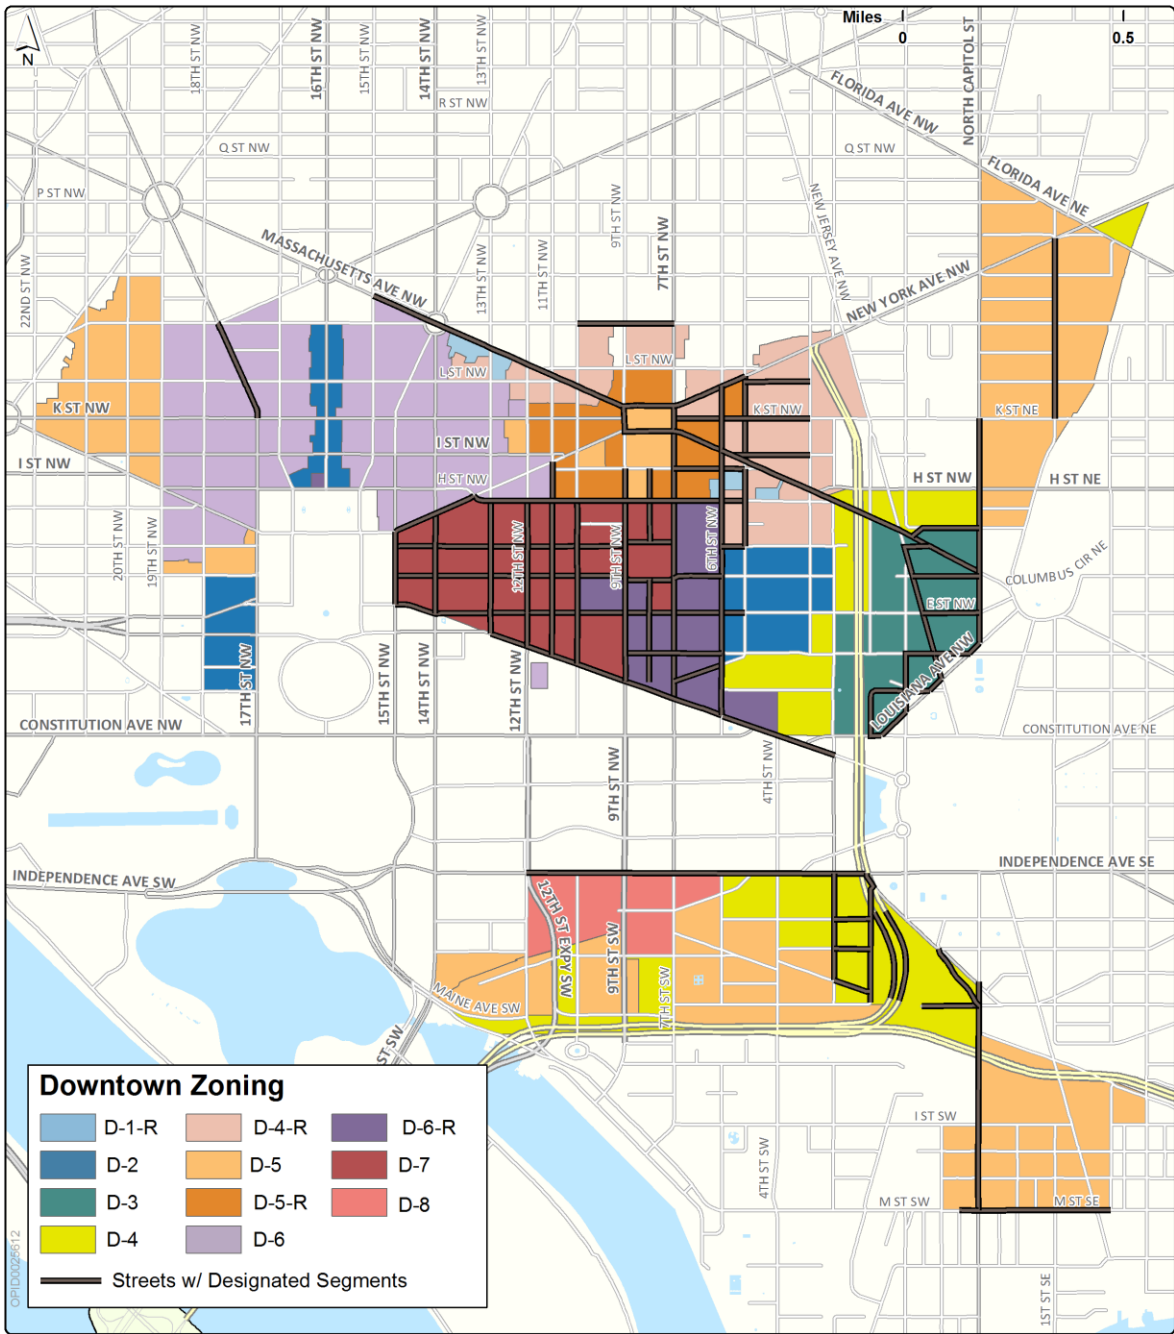 Miles
0
0.5
N
18TH ST NW
16TH ST NW
15TH ST NW
14TH ST NW
13TH ST NW
NORTH CAPITOL ST
R ST NW
FLORIDA AVE NW
Q ST NW
Q ST NW
FLORIDA AVE NE
P ST NW
9TH ST NW
7TH ST NW
NEW JERSEY AVE NW
22ND ST NW
MASSACHUSETTS AVE NW
13TH ST NW
11TH ST NW
NEW YORK AVE NW
L ST NW
L ST NW
K ST NW
K ST NW
K ST NE
I ST NW
I ST NW
H ST NW
H ST NW
H ST NE
20TH ST NW
19TH ST NW
12TH ST NW
9TH ST NW
6TH ST NW
COLUMBUS CIR NE
E ST NW
17TH ST NW
15TH ST NW
14TH ST NW
12TH ST NW
LOUISIANA AVE NW
CONSTITUTION AVE NW
CONSTITUTION AVE NE
9TH ST NW
4TH ST NW
INDEPENDENCE AVE SW
INDEPENDENCE AVE SE
12TH ST EXPY SW
9TH ST SW
7TH ST SW
MAINE AVE SW
ST SW
I ST SW
4TH ST SW
M ST SW
M ST SE
1ST ST SE
Downtown Zoning
D-1-R
D-4-R
D-6-R
D-2
D-5
D-7
D-3
D-5-R
D-8
D-4
D-6
Streets w/ Designated Segments
OPID0026612